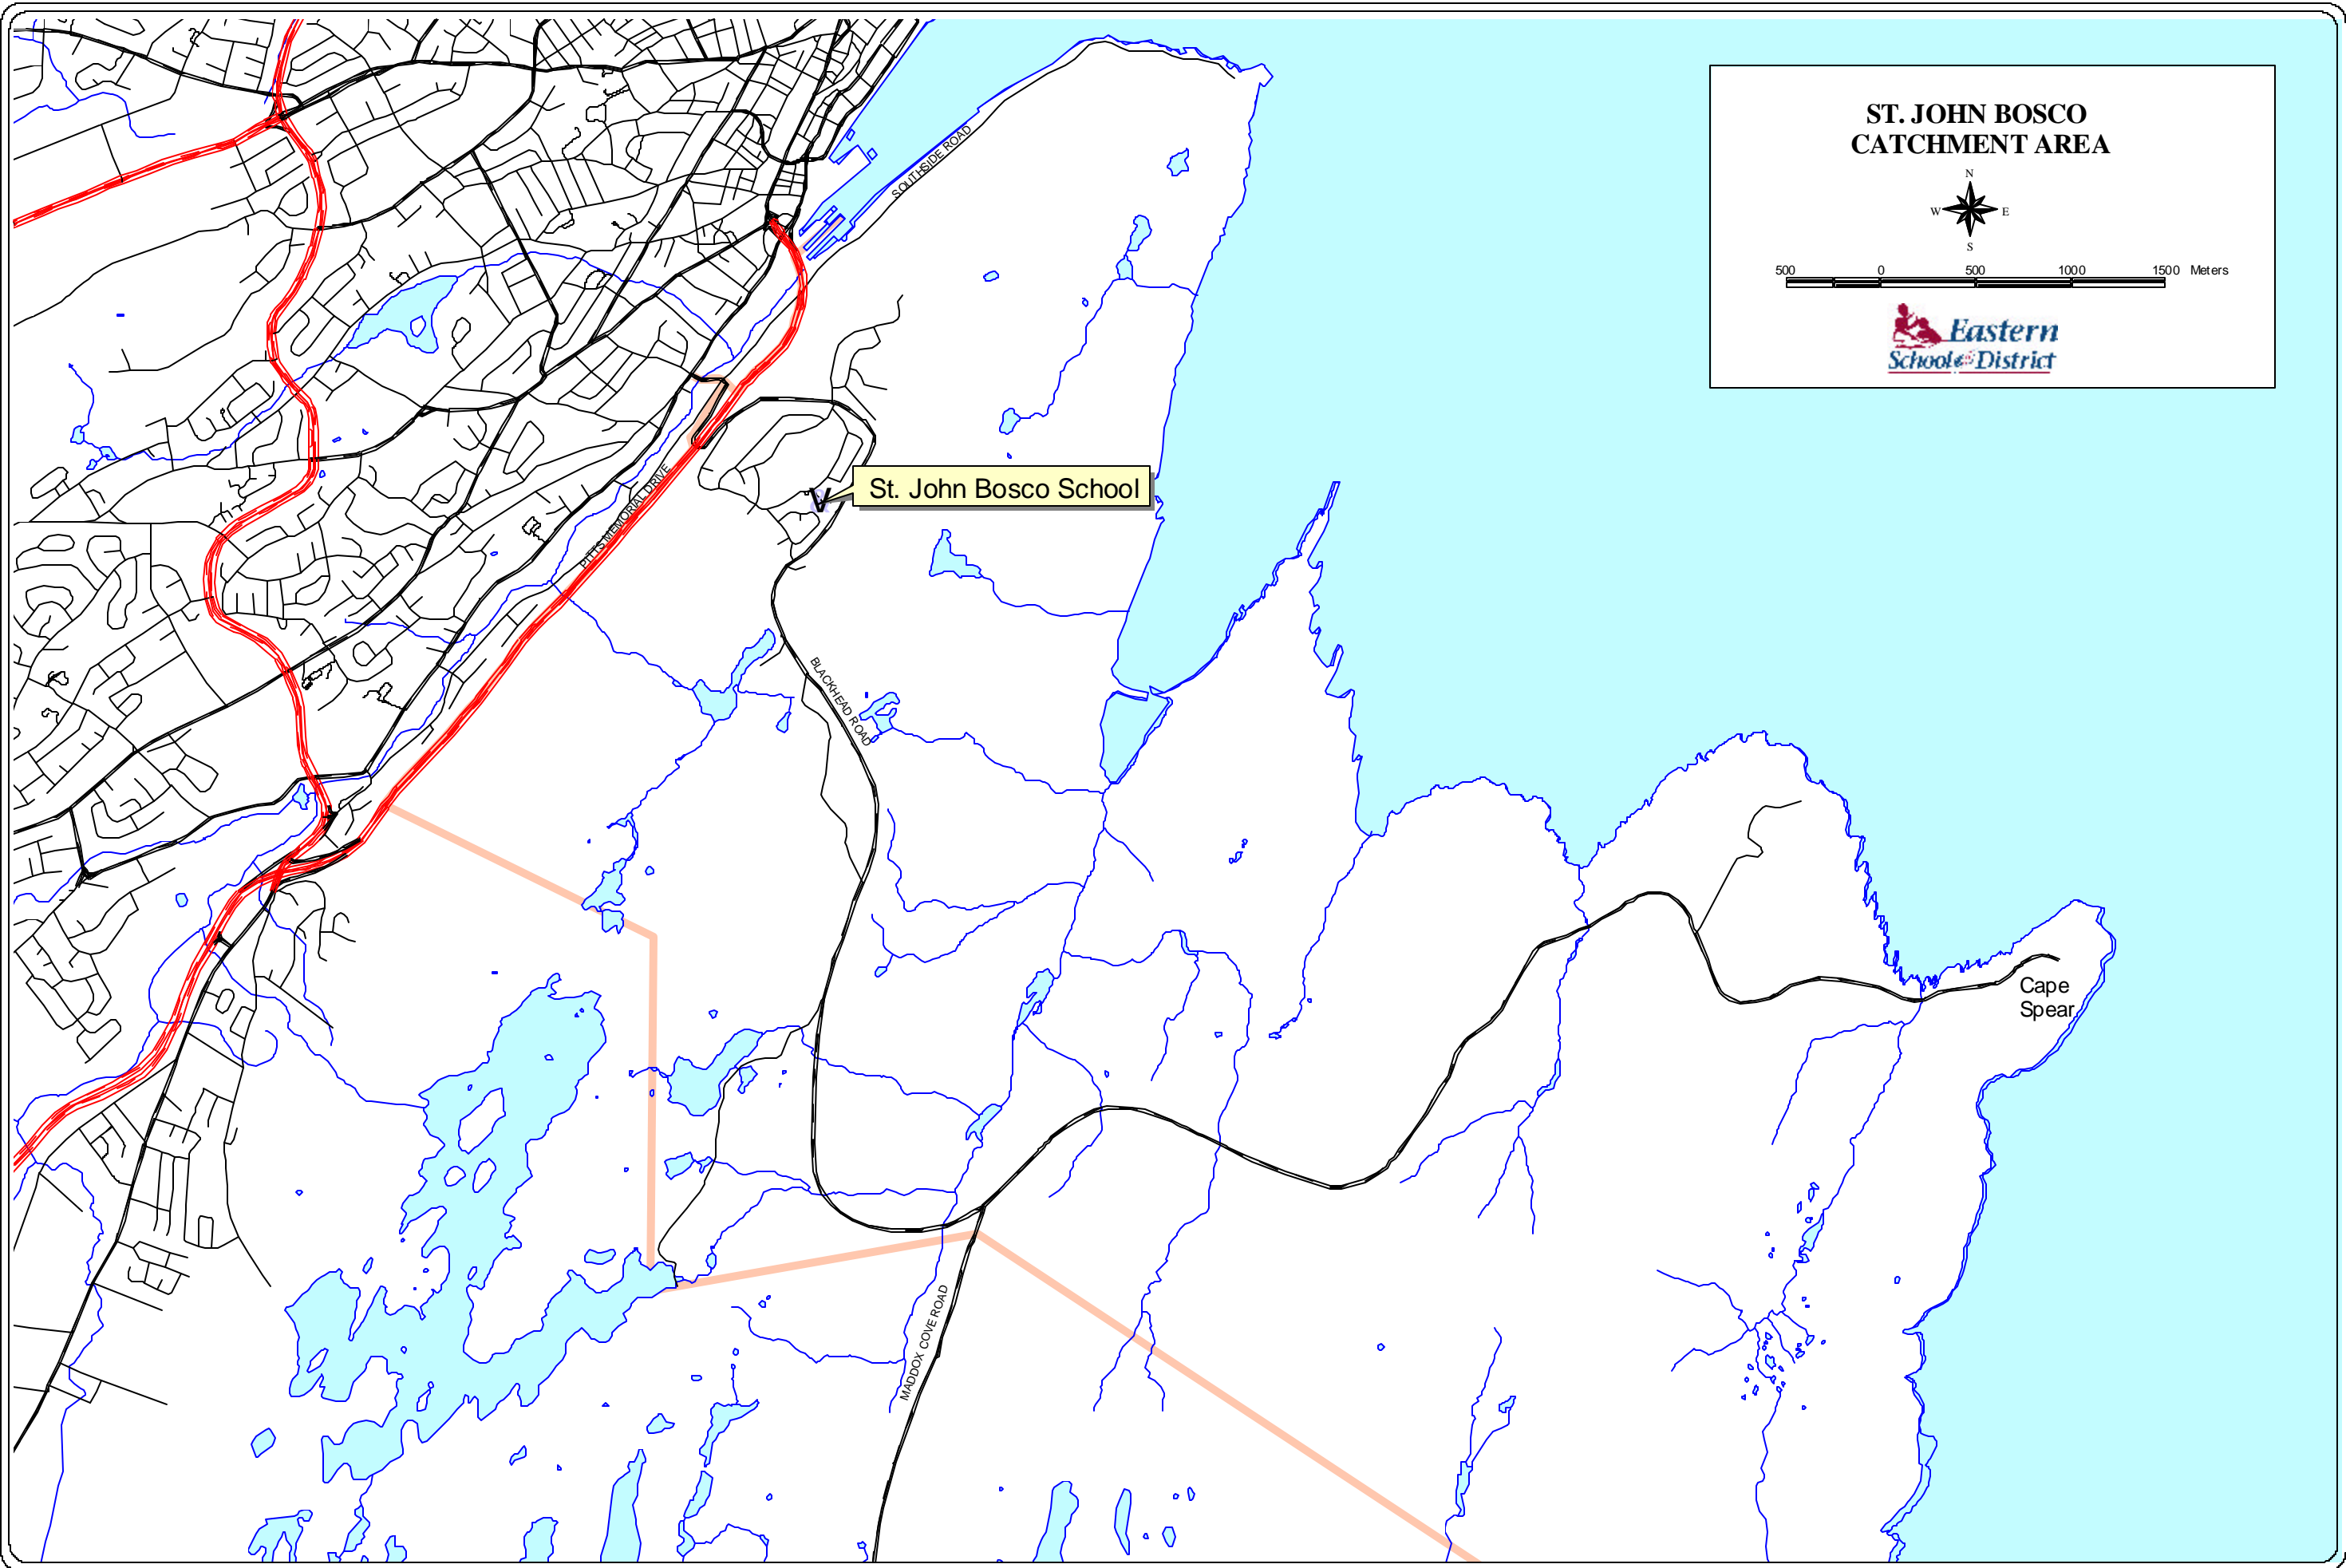 ST. JOHN BOSCO
CATCHMENT AREA
N
W E
S
500 0 500 1000 1500 Meters
Eastern
School District
SOUTHSIDE ROAD
St. John Bosco School
PITTS MEMORIAL DRIVE
BLACKHEAD ROAD
Cape
Spear
MADDOX COVE ROAD